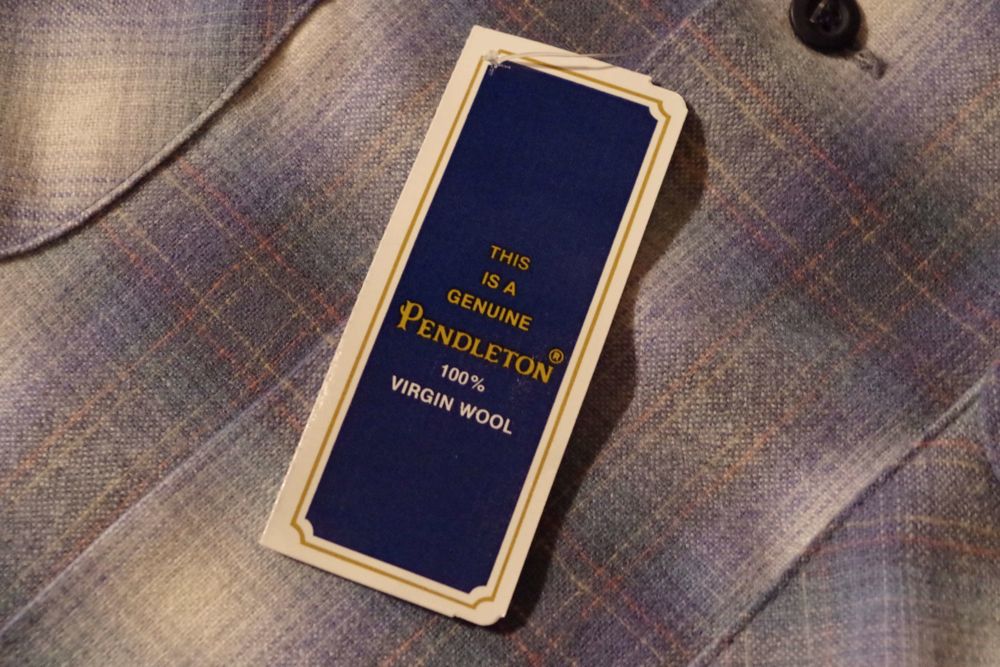 THIS
IS A
GENUINE
PENDLETON®
100%
VIRGIN WOOL